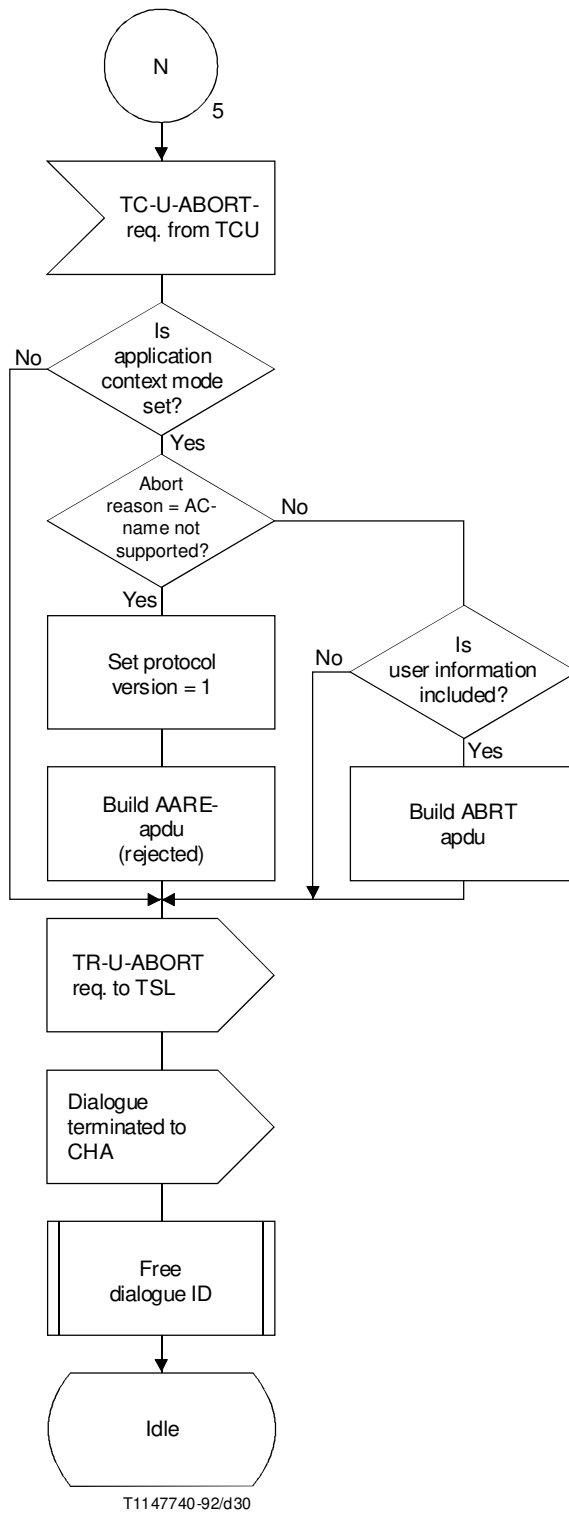 N
5
TC-U-ABORT-
req. from TCU
Is
application
context mode
set?
No
Yes
Abort
reason = AC-
name not
supported?
No
Yes
Set protocol
version = 1
Is
user information
included?
No
Yes
Build AARE-
apdu
(rejected)
Build ABRT
apdu
TR-U-ABORT
req. to TSL
Dialogue
terminated to
CHA
Free
dialogue ID
Idle
T1147740-92/d30